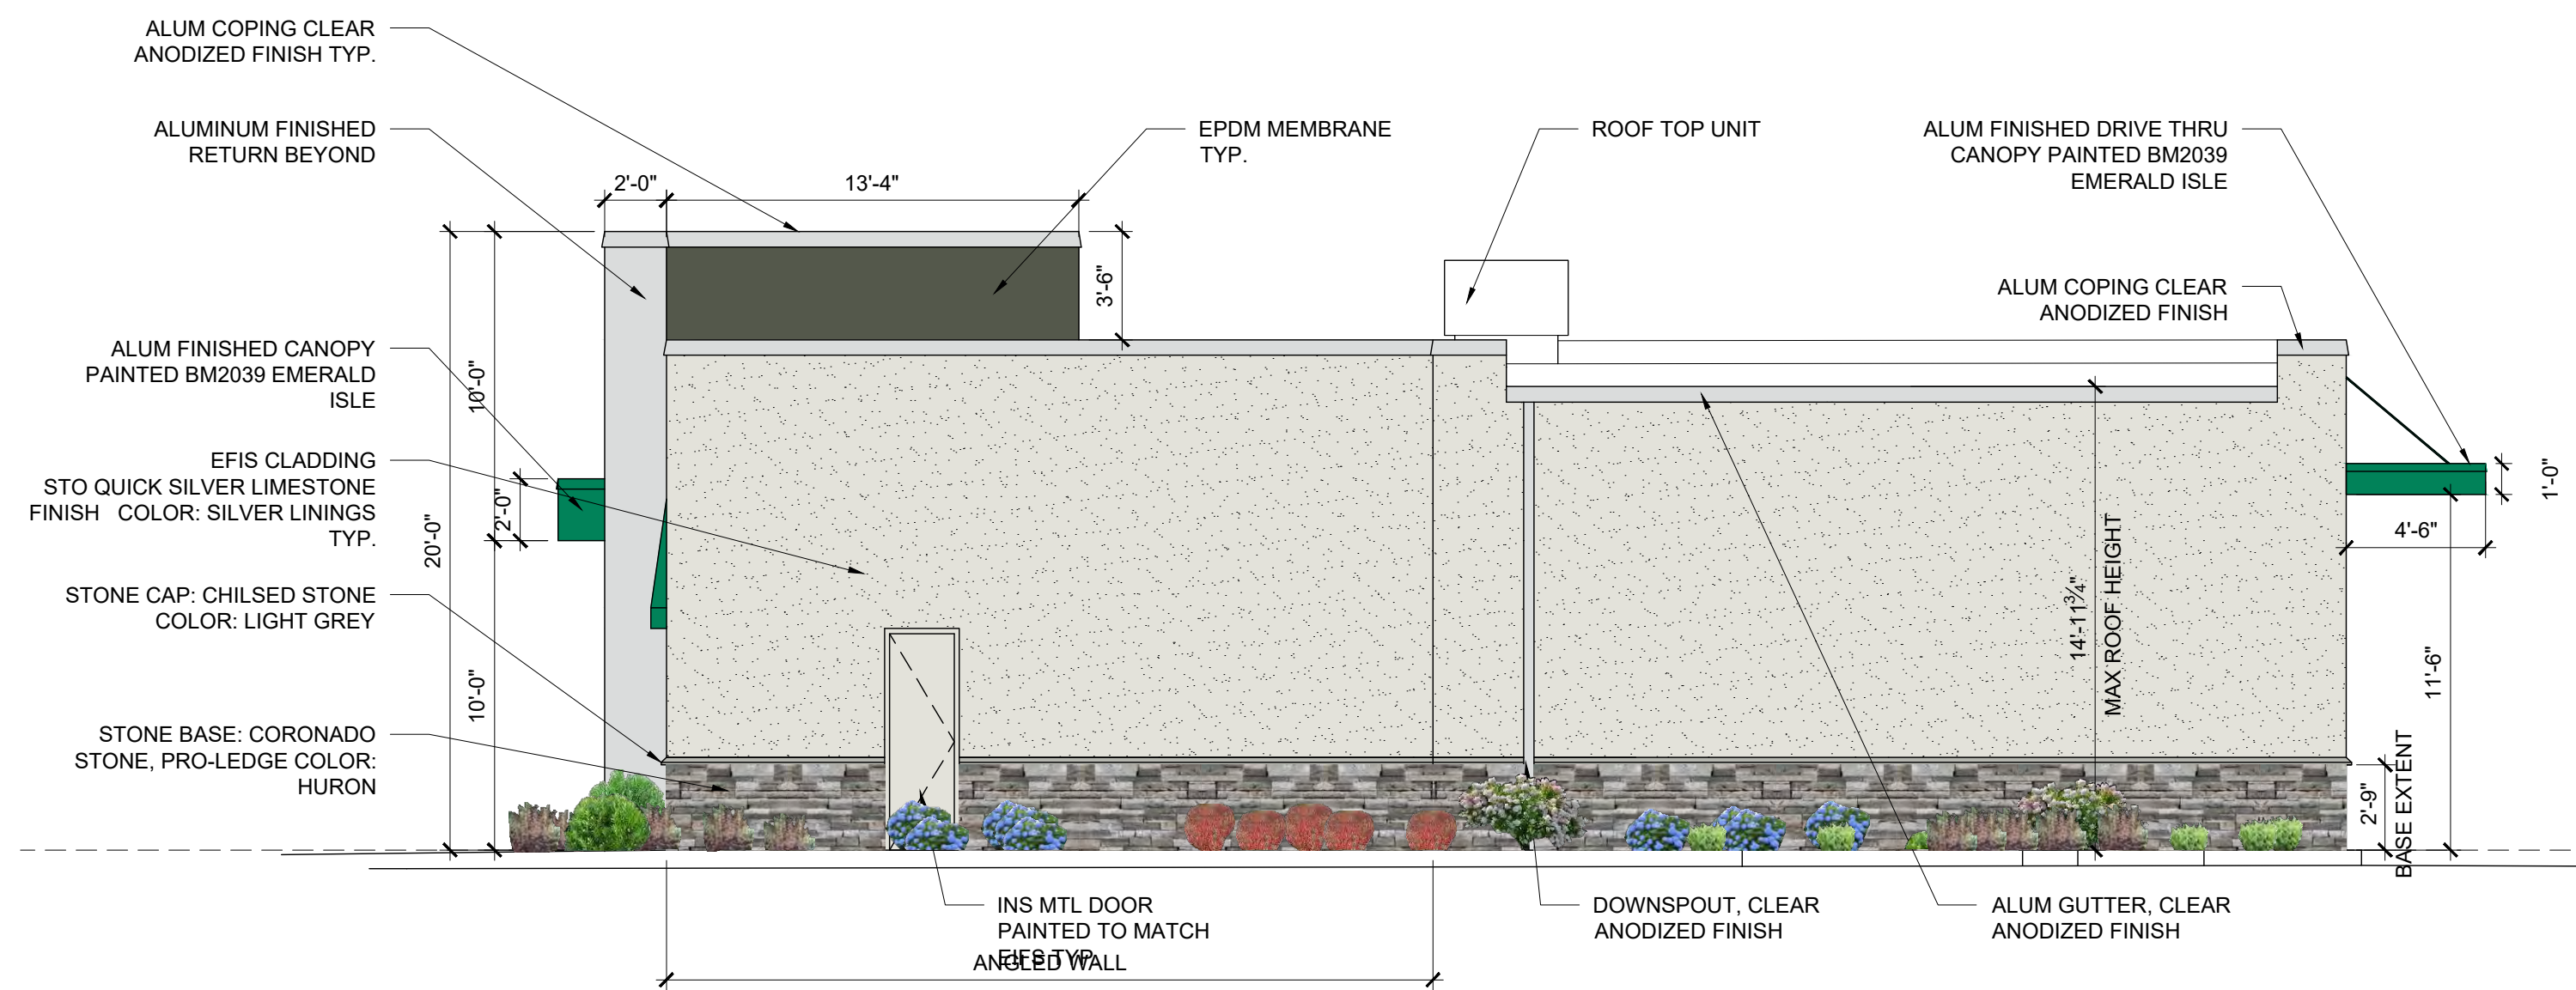 ALUM COPING CLEAR
ANODIZED FINISH TYP.
ALUMINUM FINISHED
RETURN BEYOND
EPDM MEMBRANE
TYP.
ROOF TOP UNIT
ALUM FINISHED DRIVE THRU
CANOPY PAINTED BM2039
EMERALD ISLE
2'-0"
13'-4"
3'-6"
ALUM COPING CLEAR
ANODIZED FINISH
ALUM FINISHED CANOPY
PAINTED BM2039 EMERALD
ISLE
10'-0"
EFIS CLADDING
STO QUICK SILVER LIMESTONE
FINISH   COLOR: SILVER LININGS
TYP.
2'-0"
20'-0"
1'-0"
4'-6"
STONE CAP: CHILSED STONE
COLOR: LIGHT GREY
14'-11¾"
MAX ROOF HEIGHT
10'-0"
11'-6"
STONE BASE: CORONADO
STONE, PRO-LEDGE COLOR:
HURON
2'-9"
BASE EXTENT
INS MTL DOOR
PAINTED TO MATCH
EIFS TYP.
ANGLED WALL
DOWNSPOUT, CLEAR
ANODIZED FINISH
ALUM GUTTER, CLEAR
ANODIZED FINISH